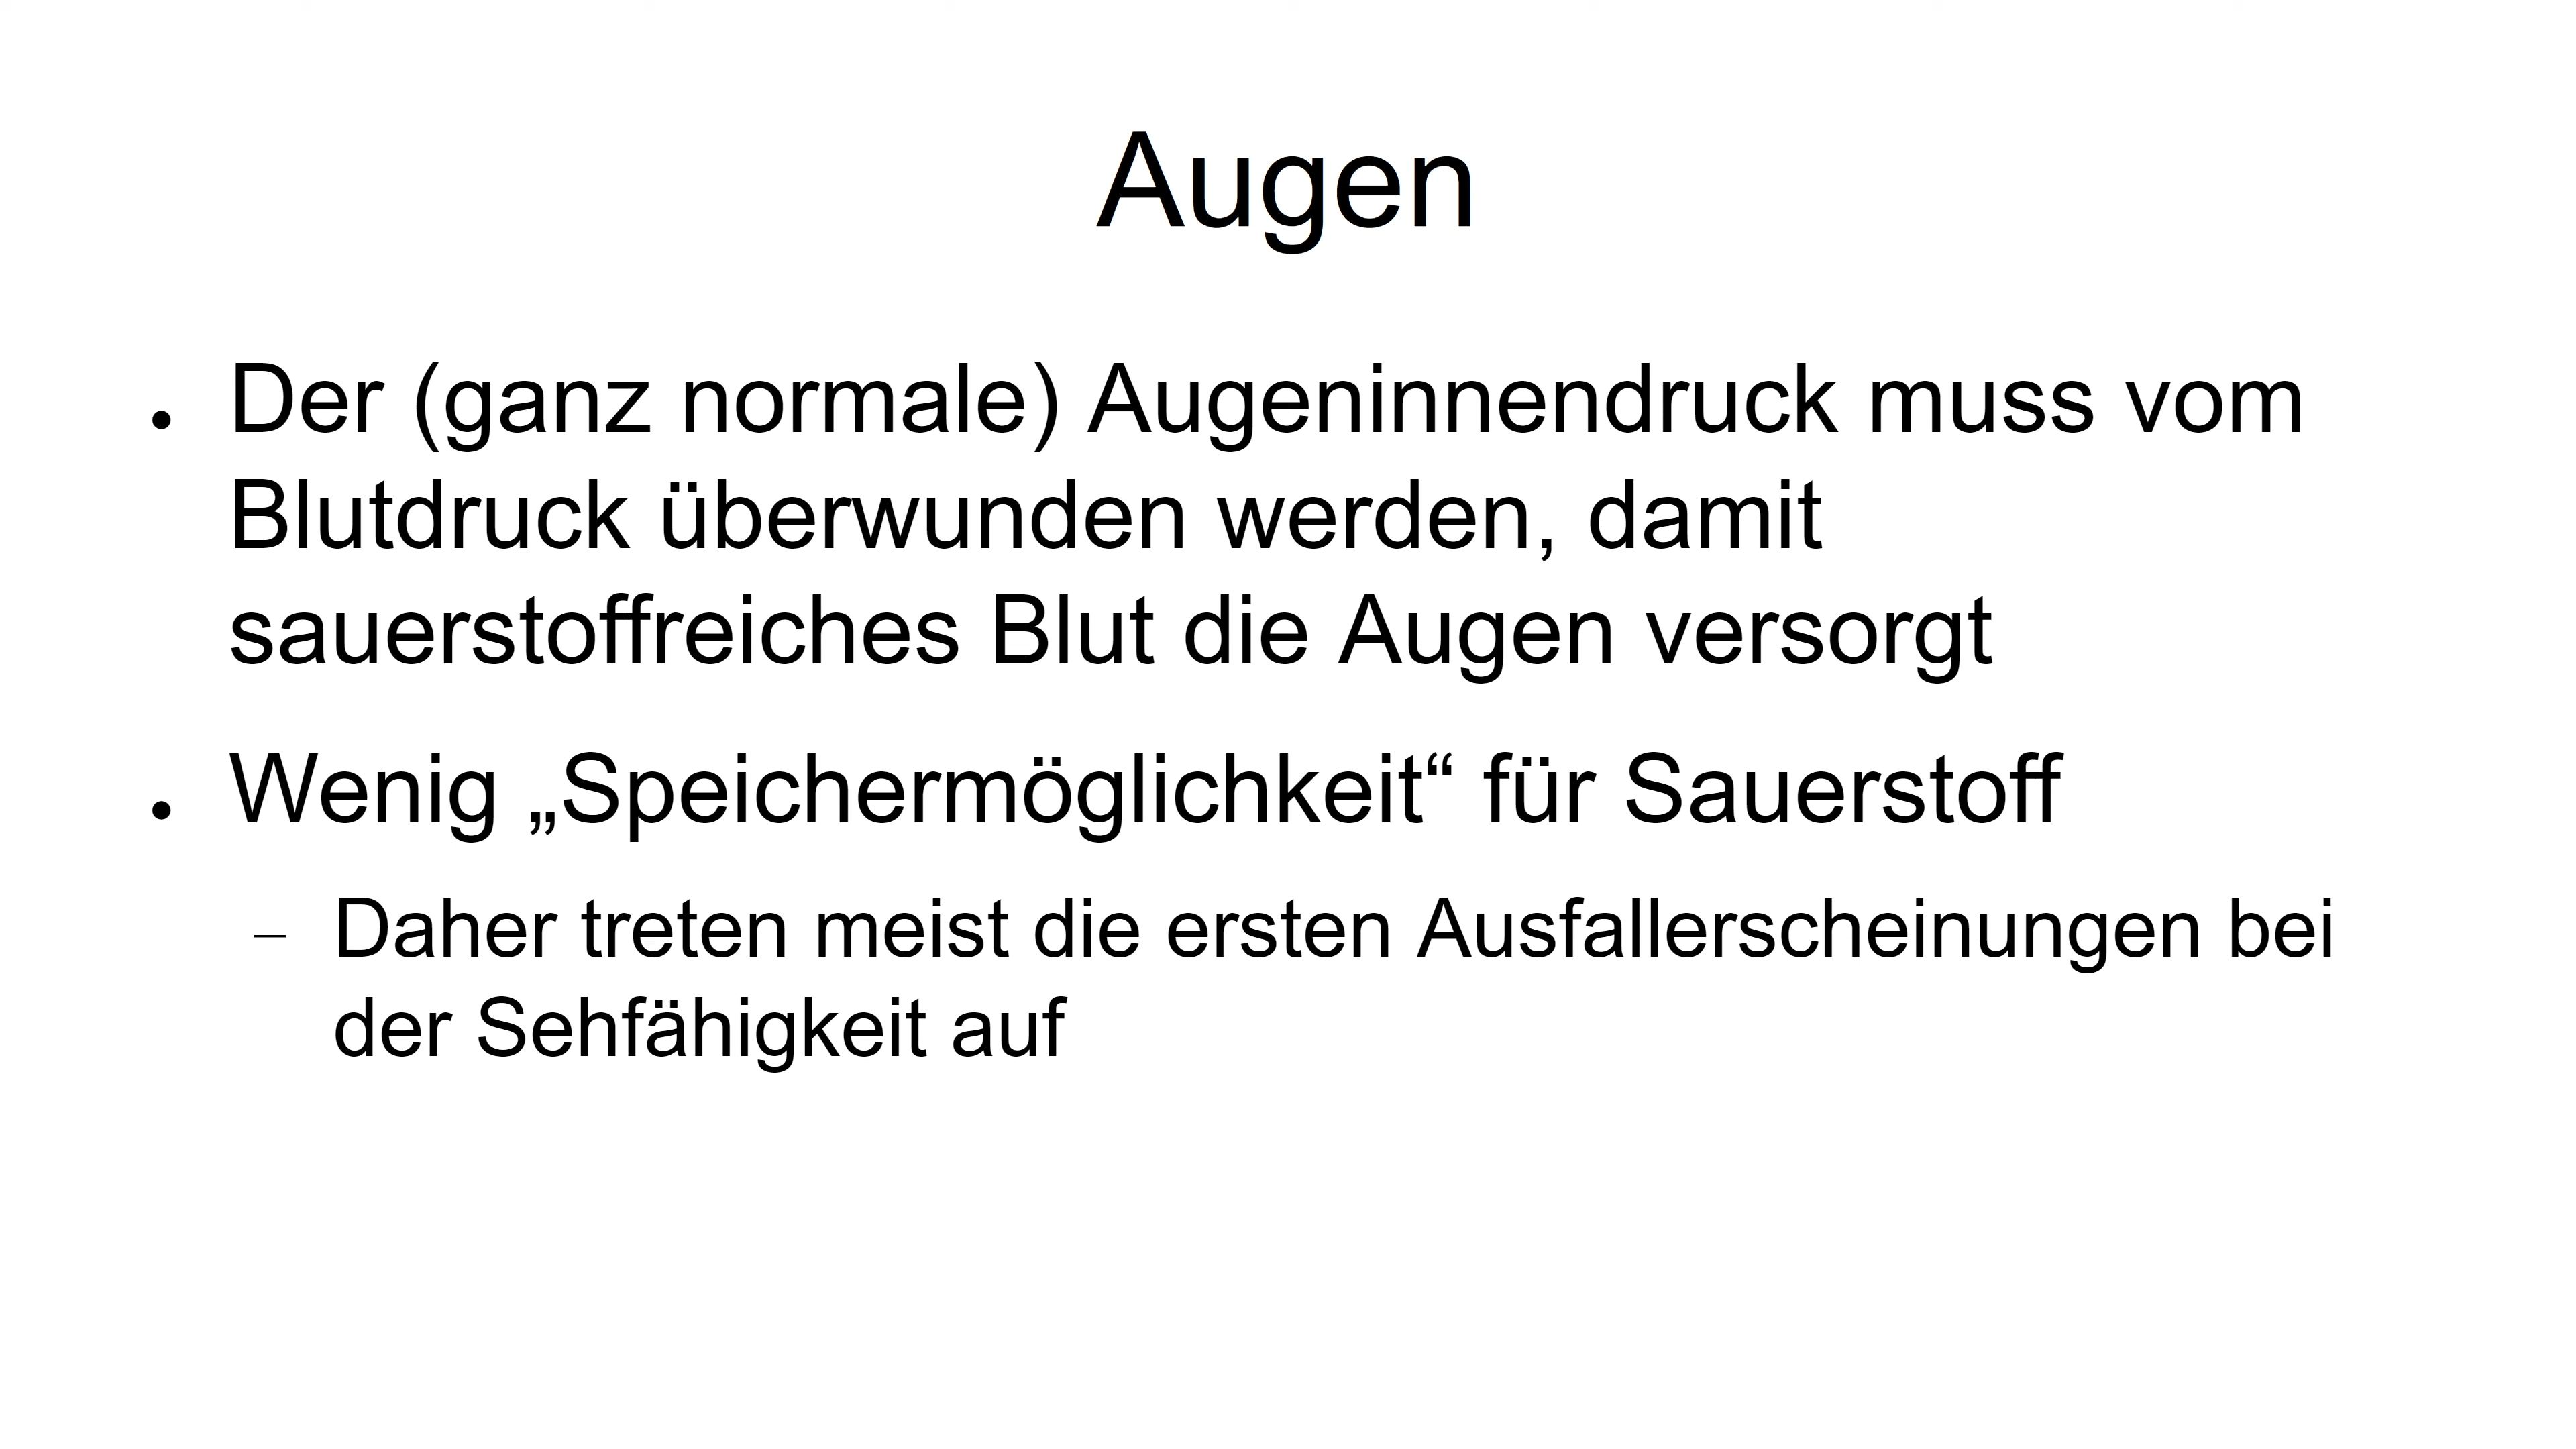 Augen
● Der (ganz normale) Augeninnendruck muss vom
Blutdruck überwunden werden, damit
sauerstoffreiches Blut die Augen versorgt
● Wenig „Speichermöglichkeit“ für Sauerstoff
– Daher treten meist die ersten Ausfallerscheinungen bei
der Sehfähigkeit auf